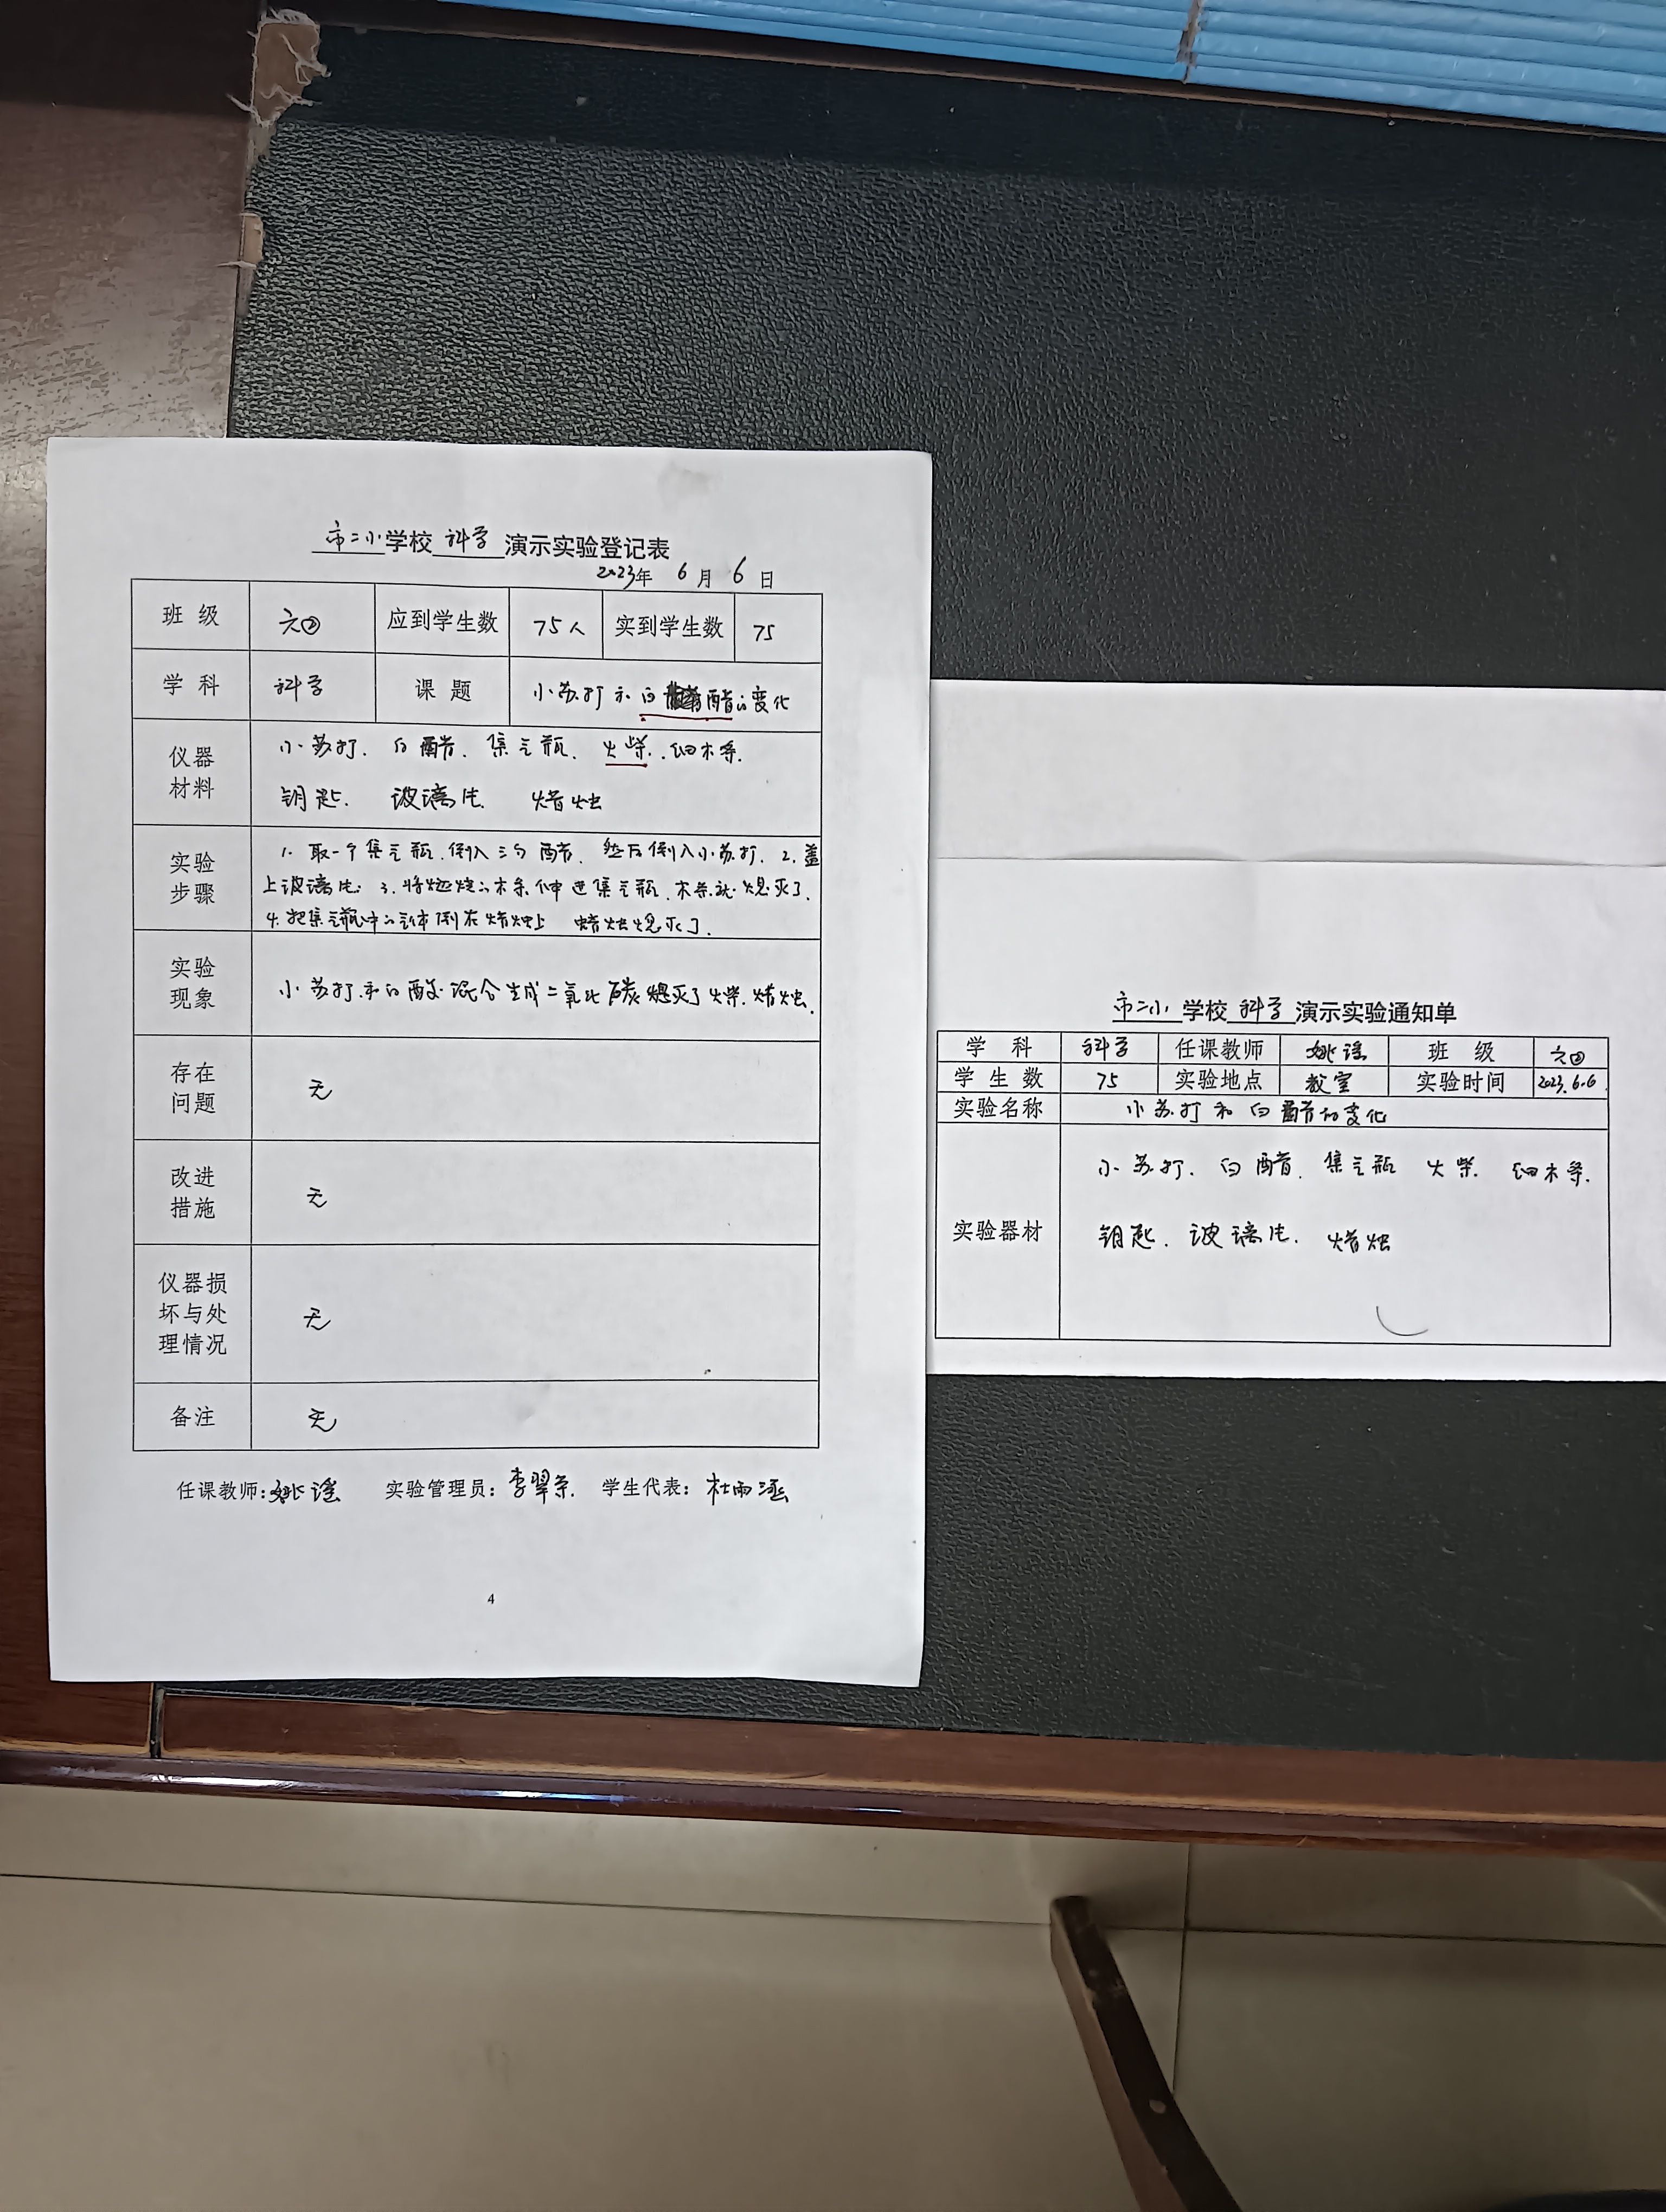 市二小学校 科学 演示实验登记表
2023年 6月 6日
班级 六④ 应到学生数 75人 实到学生数 75
学科 科学 课题 小苏打和白醋的变化
仪器材料 小苏打、白醋、集气瓶、火柴、细木条、
钥匙、玻璃片、蜡烛
实验步骤 1、取一个集气瓶,倒入三勺醋,然后倒入小苏打、2、盖
上玻璃片;3、将燃烧的木条伸进集气瓶,木条就熄灭了、
4、把集气瓶中的气体倒在蜡烛上 蜡烛熄灭了.
实验现象 小苏打和白酸混合生成二氧化碳熄灭了火柴、蜡烛.
存在问题 无
改进措施 无
仪器损坏与处理情况 无
备注 无
任课教师:姚谣 实验管理员:李翠荣 学生代表:杜雨涵
4
市二小学校 科学 演示实验通知单
学科 科学 任课教师 姚谣 班级 六④
学生数 75 实验地点 教室 实验时间 2023.6.6.
实验名称 小苏打和白醋的变化
实验器材 小苏打、白醋、集气瓶 火柴 细木条.
钥匙、玻璃片、蜡烛